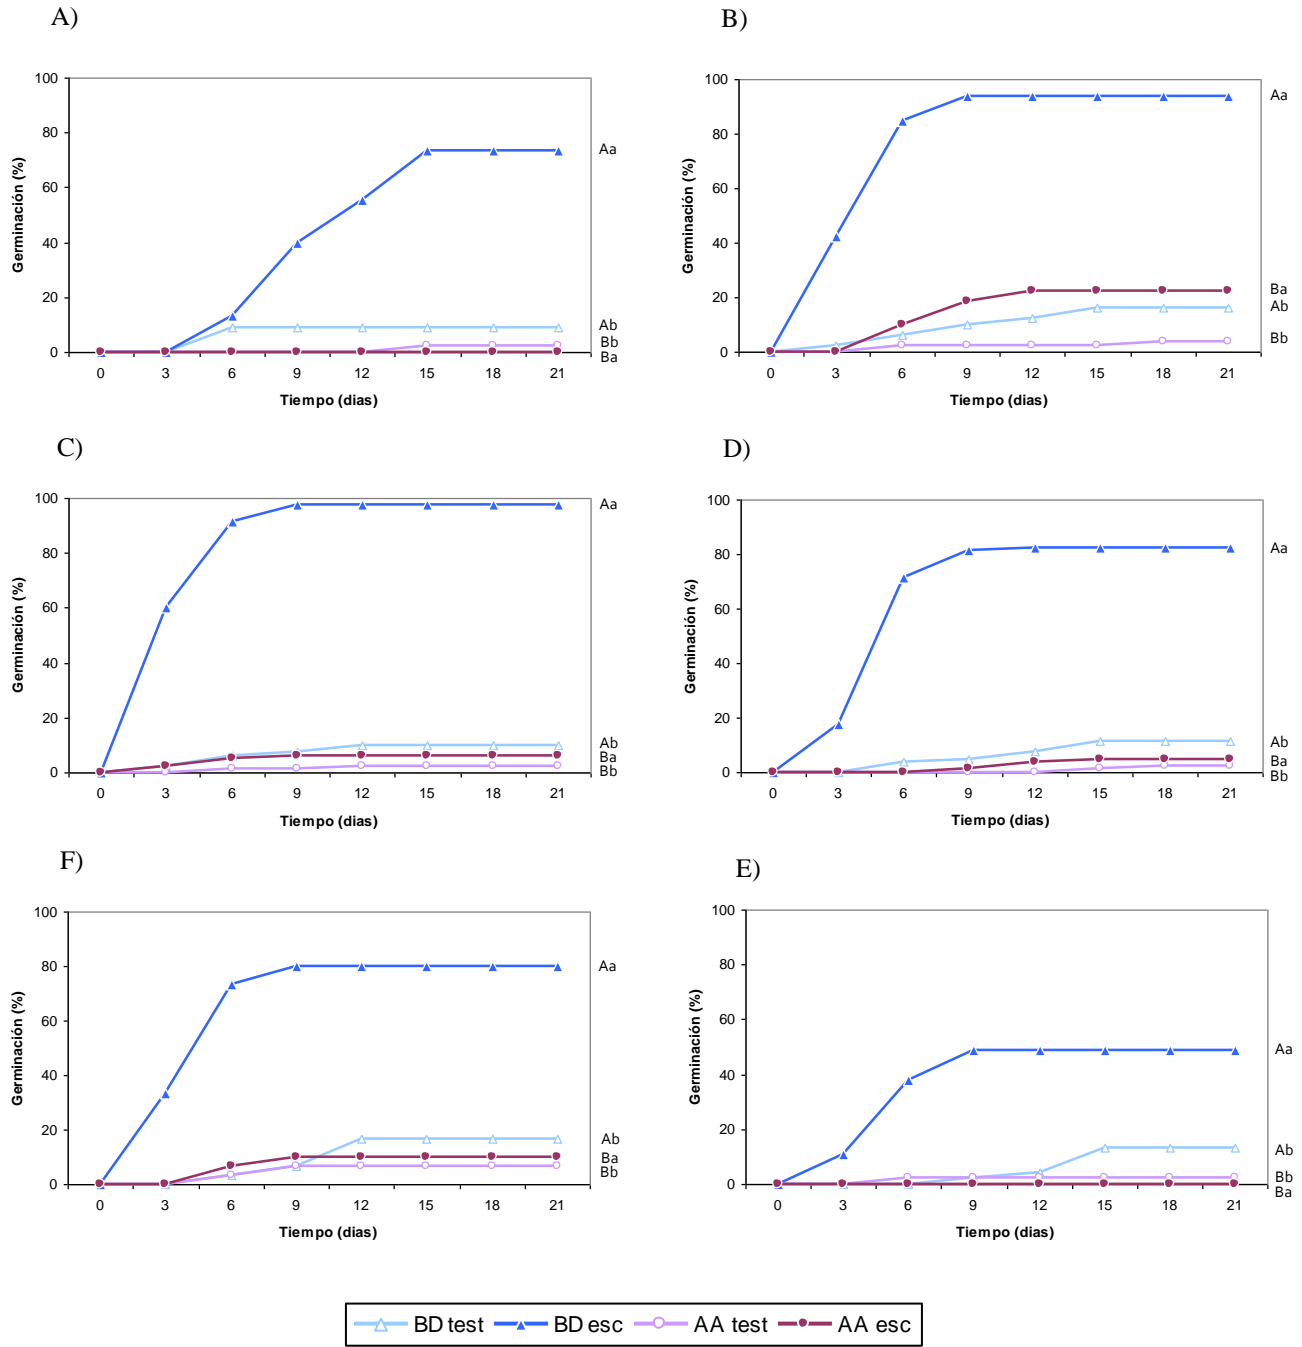 A)
Germinación (%)
100
80
60
40
20
0
Aa
Ab
Bb
Ba
0 3 6 9 12 15 18 21
Tiempo (dias)
B)
Germinación (%)
100
80
60
40
20
0
Aa
Ba
Ab
Bb
0 3 6 9 12 15 18 21
Tiempo (dias)
C)
Germinación (%)
100
80
60
40
20
0
Aa
Ab
Ba
Bb
0 3 6 9 12 15 18 21
Tiempo (dias)
D)
Germinación (%)
100
80
60
40
20
0
Aa
Ab
Ba
Bb
0 3 6 9 12 15 18 21
Tiempo (dias)
F)
Germinación (%)
100
80
60
40
20
0
Aa
Ab
Ba
Bb
0 3 6 9 12 15 18 21
Tiempo (dias)
E)
Germinación (%)
100
80
60
40
20
0
Aa
Ab
Bb
Ba
0 3 6 9 12 15 18 21
Tiempo (dias)
BD test BD esc AA test AA esc